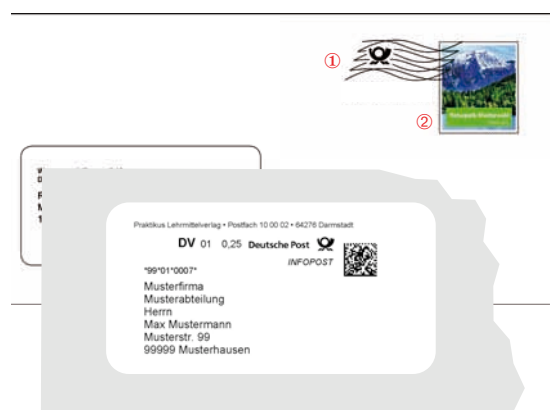 ①
②
Praktikus Lehrmittelverlag • Postfach 10 00 02 • 64276 Darmstadt
DV 01 0,25 Deutsche Post
INFOPOST
*99*01*0007*
Musterfirma
Musterabteilung
Herrn
Max Mustermann
Musterstr. 99
99999 Musterhausen